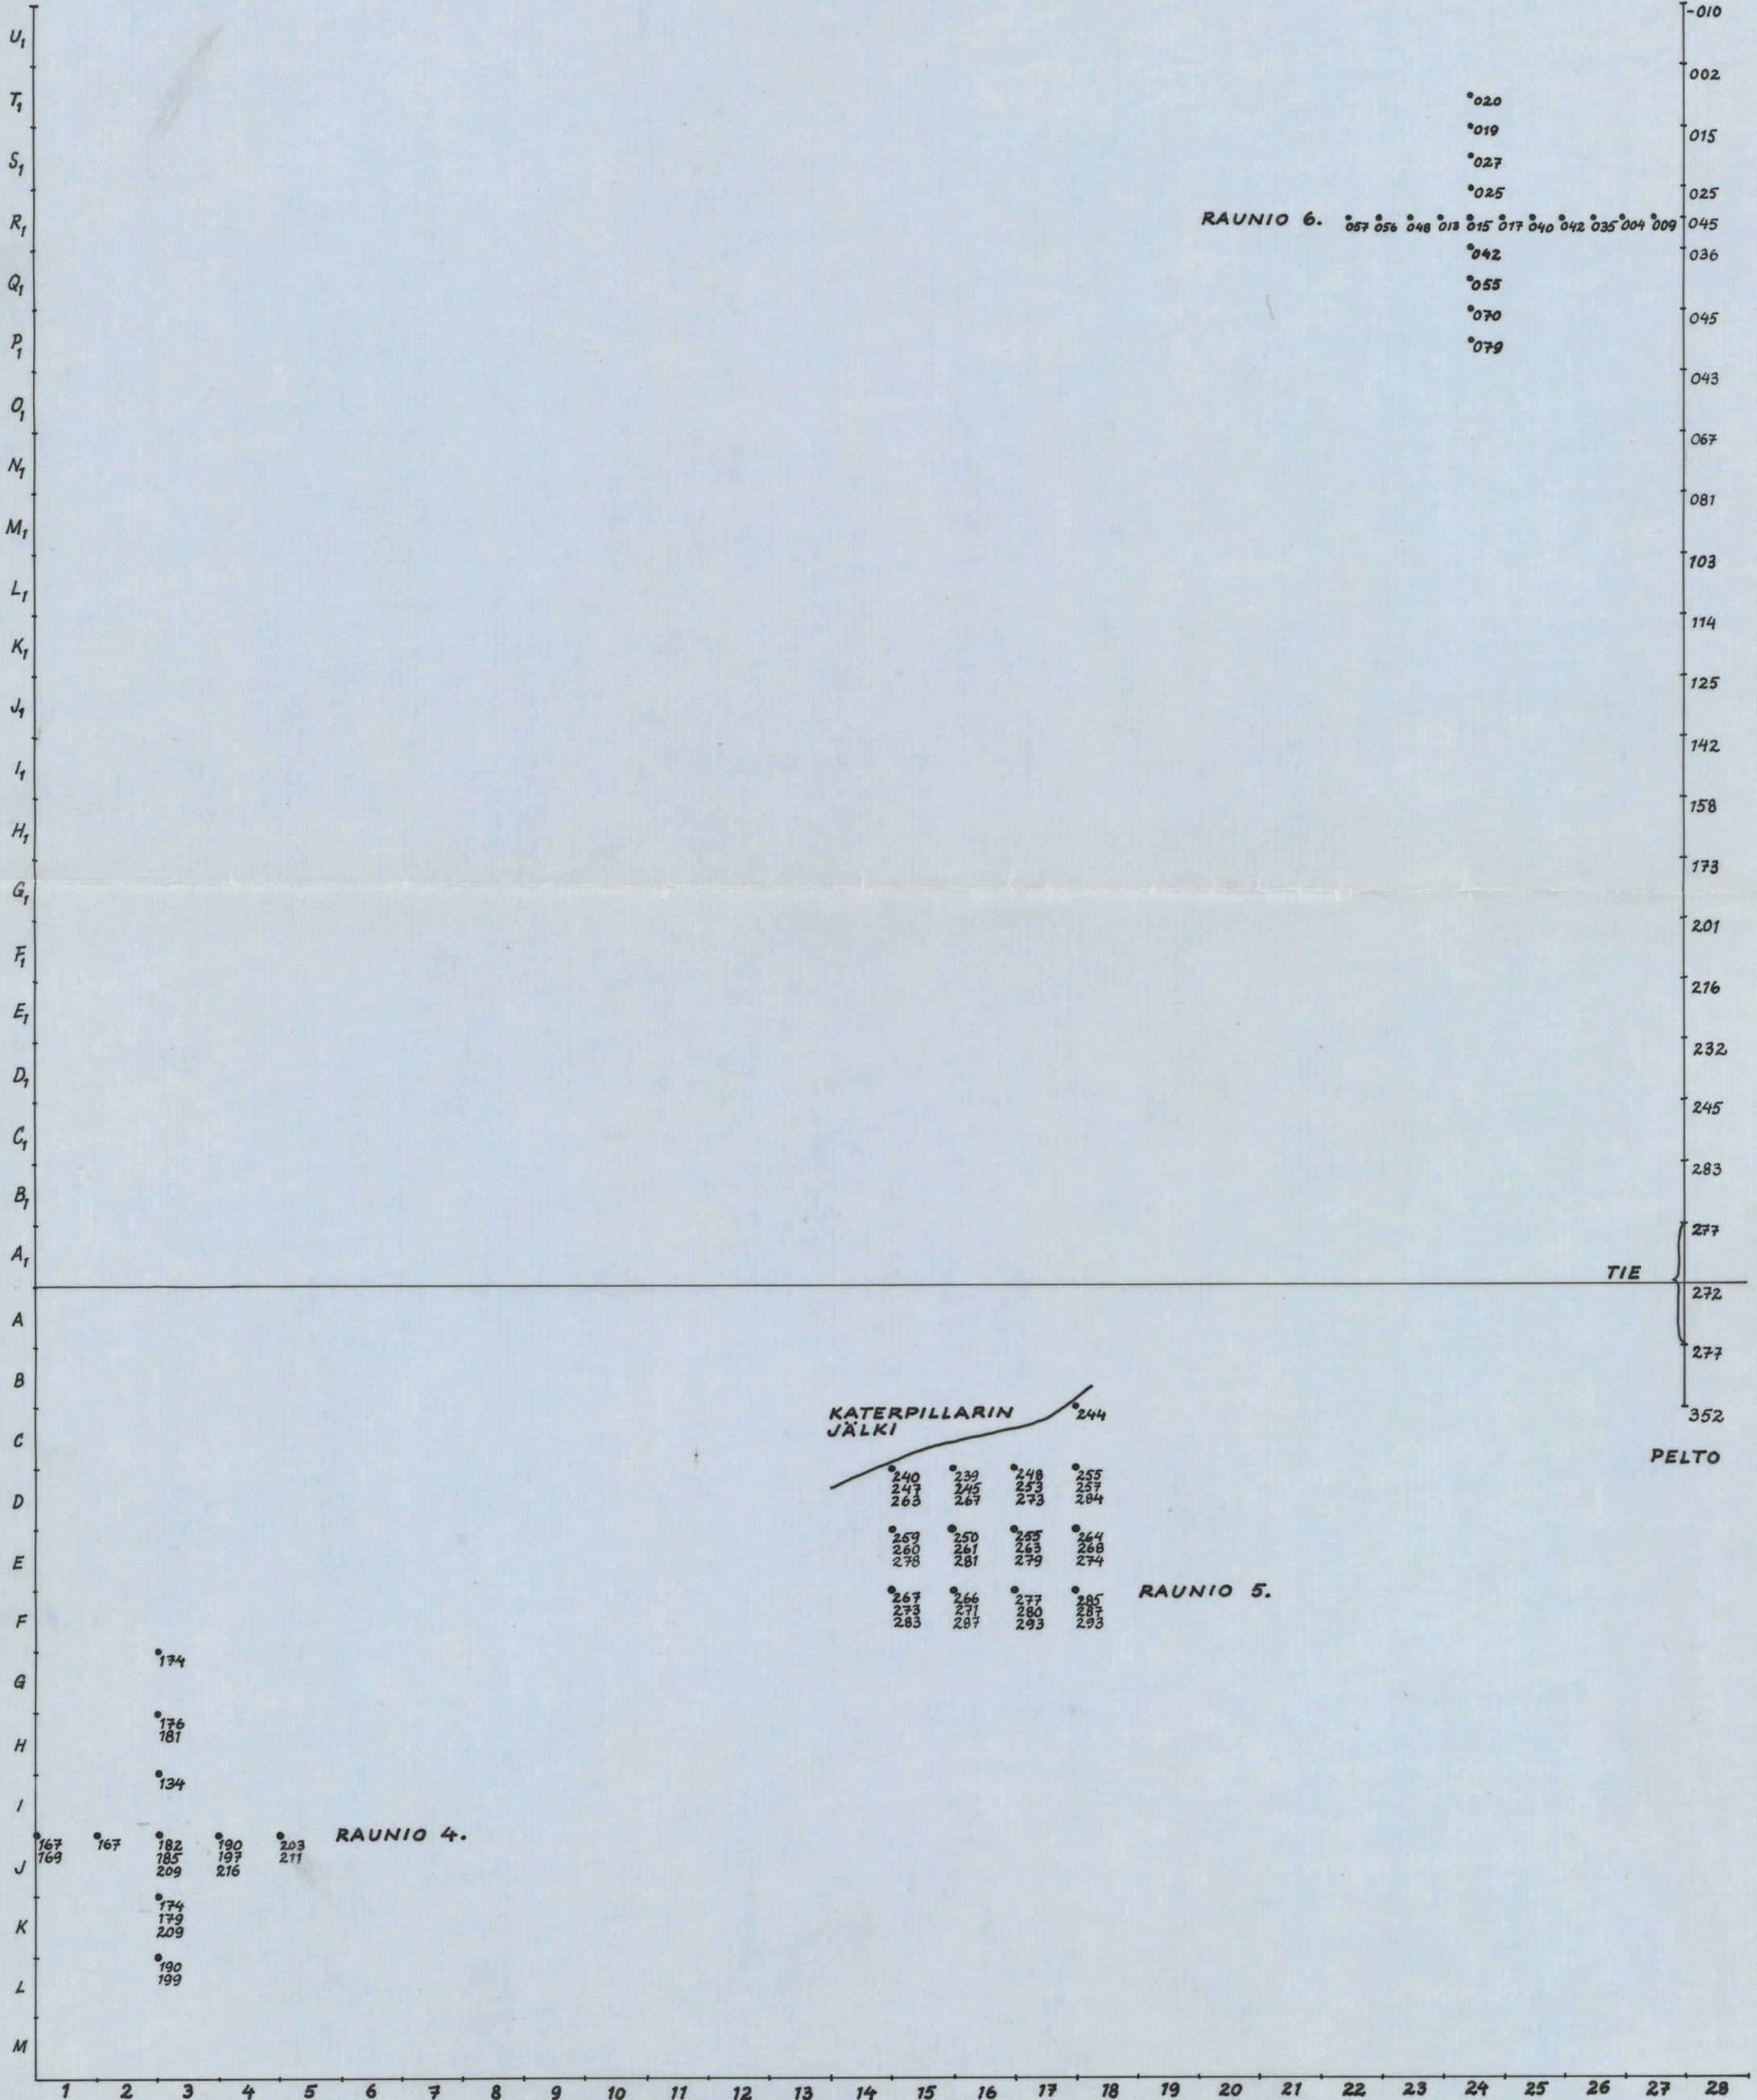 -010
U₁
002
T₁
020
019
015
S₁
027
025
025
R₁
RAUNIO 6. 057 056 048 013 015 017 040 042 035 004 009 045
042
036
Q₁
055
070
045
P₁
079
043
O₁
067
N₁
081
M₁
103
L₁
114
K₁
125
J₁
142
I₁
158
H₁
173
G₁
201
F₁
216
E₁
232
D₁
245
C₁
283
B₁
277
A₁
TIE
272
A
277
B
KATERPILLARIN
JÄLKI
244
352
C
PELTO
240 239 248 255
247 245 253 257
263 267 273 284
D
259 250 255 264
260 261 263 268
278 281 279 274
E
RAUNIO 5.
267 266 277 285
273 271 280 287
283 287 293 293
F
174
G
176
181
H
134
I
RAUNIO 4.
167 167 182 190 203
169 185 197 211
209 216
J
174
179
209
K
190
199
L
M
1 2 3 4 5 6 7 8 9 10 11 12 13 14 15 16 17 18 19 20 21 22 23 24 25 26 27 28